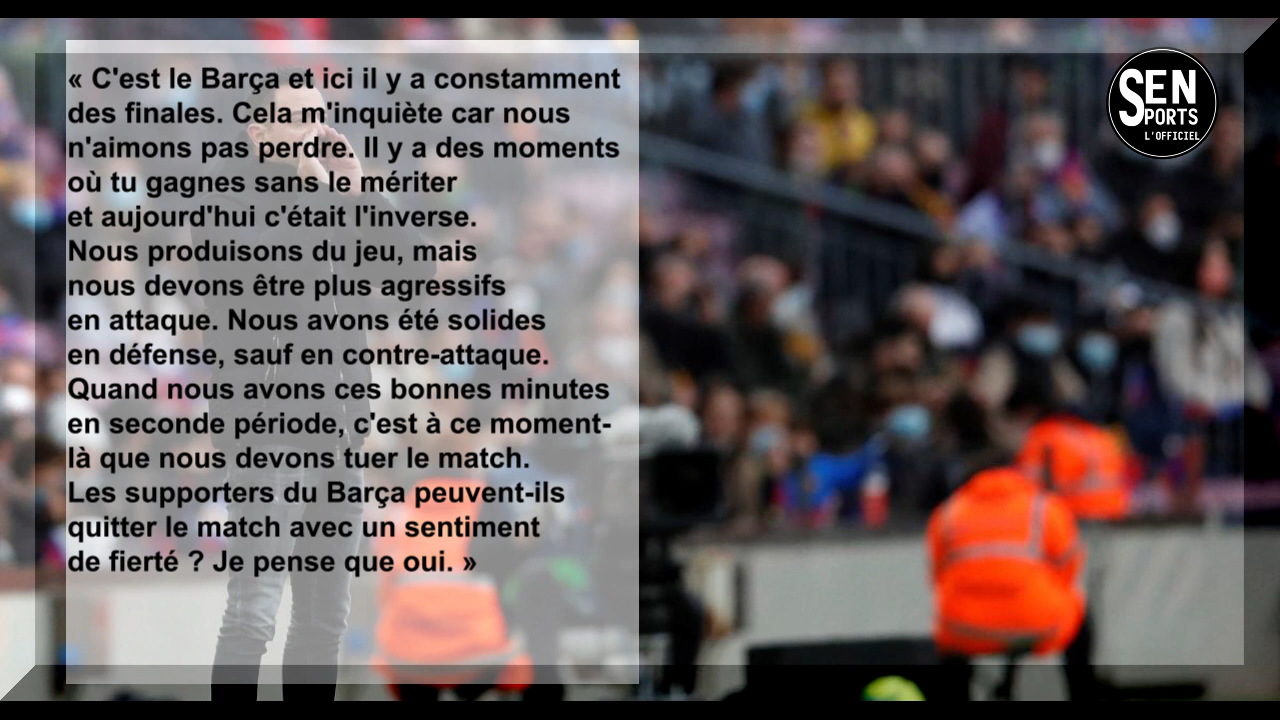 « C'est le Barça et ici il y a constamment
des finales. Cela m'inquiète car nous
n'aimons pas perdre. Il y a des moments
où tu gagnes sans le mériter
et aujourd'hui c'était l'inverse.
Nous produisons du jeu, mais
nous devons être plus agressifs
en attaque. Nous avons été solides
en défense, sauf en contre-attaque.
Quand nous avons ces bonnes minutes
en seconde période, c'est à ce moment-
là que nous devons tuer le match.
Les supporters du Barça peuvent-ils
quitter le match avec un sentiment
de fierté ? Je pense que oui. »
SEN
SPORTS
L'OFFICIEL